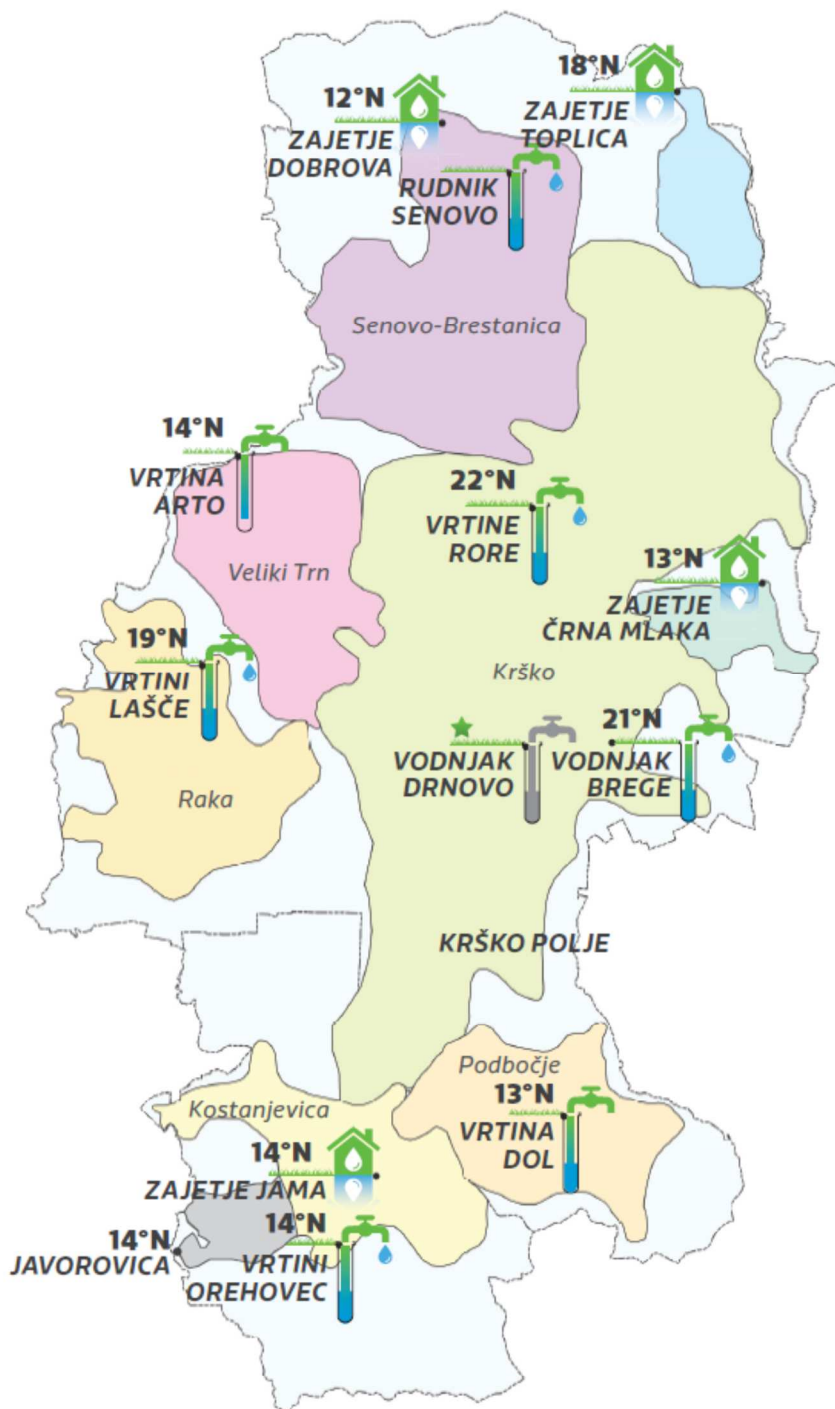 18°N
ZAJETJE
TOPLICA
12°N
ZAJETJE
DOBROVA
RUDNIK
SENOVO
Senovo-Brestanica
14°N
VRTINA
ARTO
22°N
VRTINE
RORE
Veliki Trn
13°N
ZAJETJE
ČRNA MLAKA
19°N
VRTINI
LAŠČE
Krško
VODNJAK
DRNOVO
21°N
VODNJAK
BREGE
Raka
KRŠKO POLJE
Podbočje
13°N
VRTINA
DOL
Kostanjevica
14°N
ZAJETJE JAMA
14°N
JAVOROVICA
14°N
VRTINI
OREHOVEC